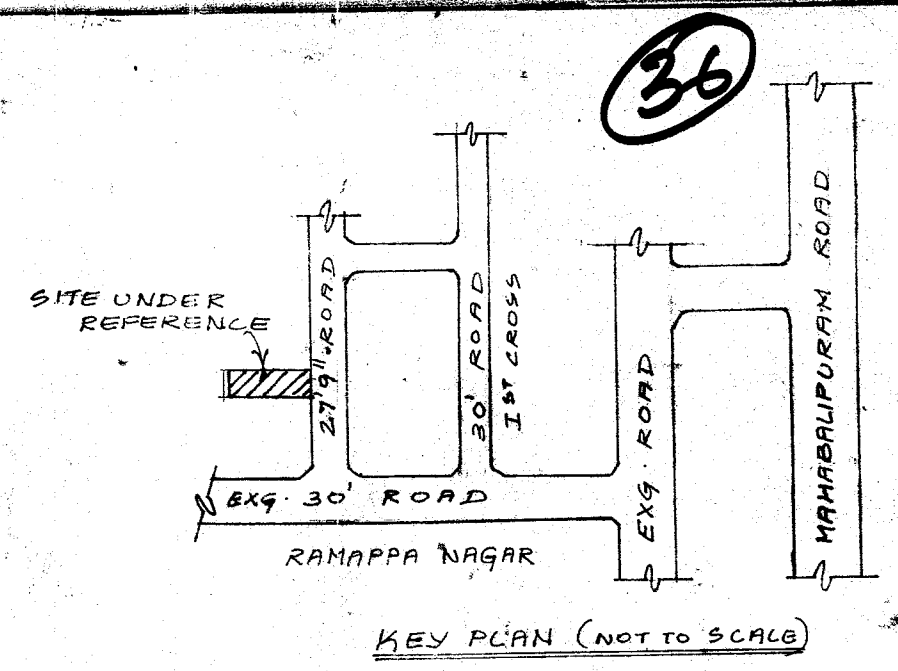 36
SITE UNDER
REFERENCE
27'9" ROAD
30' ROAD
IST CROSS
EXG. ROAD
MAHABALIPURAM ROAD
EXG. 30' ROAD
RAMAPPA NAGAR
KEY PLAN (NOT TO SCALE)